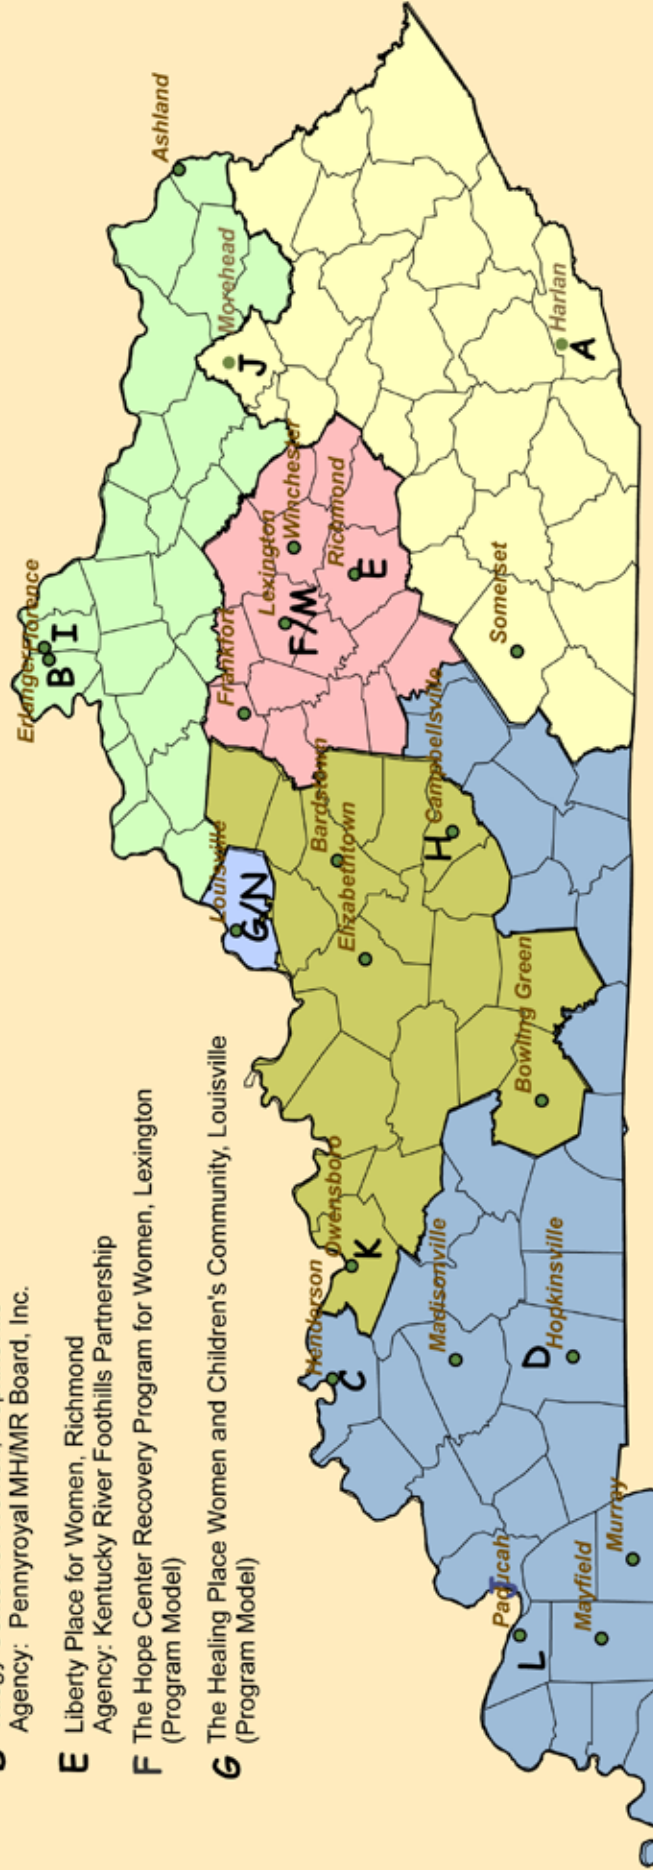 Agency: Pennyroyal MH/MR Board, Inc.
E Liberty Place for Women, Richmond
Agency: Kentucky River Foothills Partnership
F The Hope Center Recovery Program for Women, Lexington
(Program Model)
G The Healing Place Women and Children's Community, Louisville
(Program Model)
Erlanger
Florence
B
I
Ashland
Morehead
J
Louisville
G/N
Frankfort
Lexington
F/M
Winchester
Richmond
E
Henderson
C
Owensboro
K
Bardstown
Elizabethtown
Campbellsville
H
Madisonville
Somerset
Harlan
A
Paducah
J
L
Hopkinsville
D
Bowling Green
Mayfield
Murray